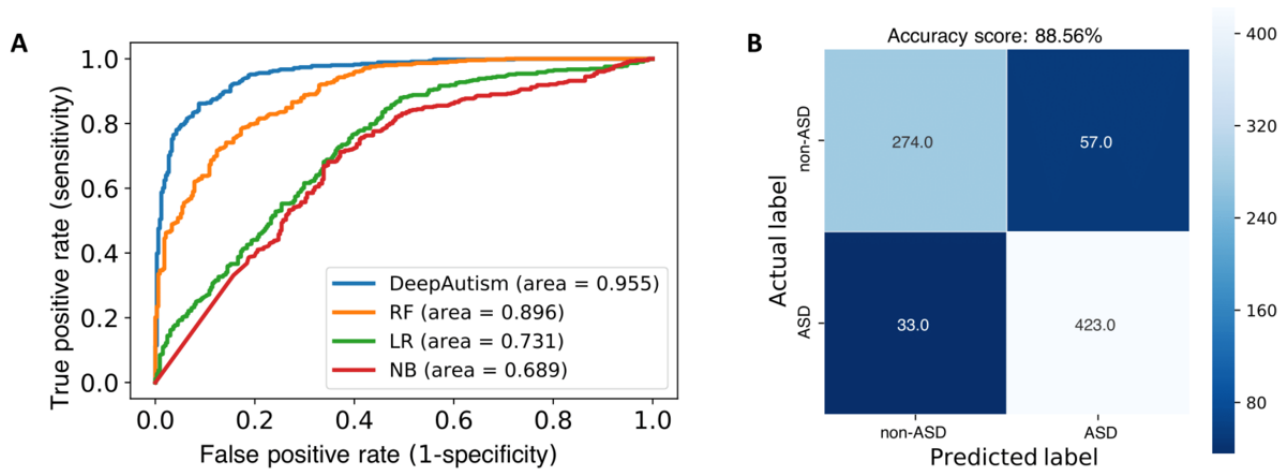 A
True positive rate (sensitivity)
1.0
0.8
0.6
0.4
0.2
0.0
DeepAutism (area = 0.955)
RF (area = 0.896)
LR (area = 0.731)
NB (area = 0.689)
0.0 0.2 0.4 0.6 0.8 1.0
False positive rate (1-specificity)
B
Accuracy score: 88.56%
Actual label
non-ASD
ASD
274.0 57.0
33.0 423.0
non-ASD ASD
Predicted label
400
320
240
160
80